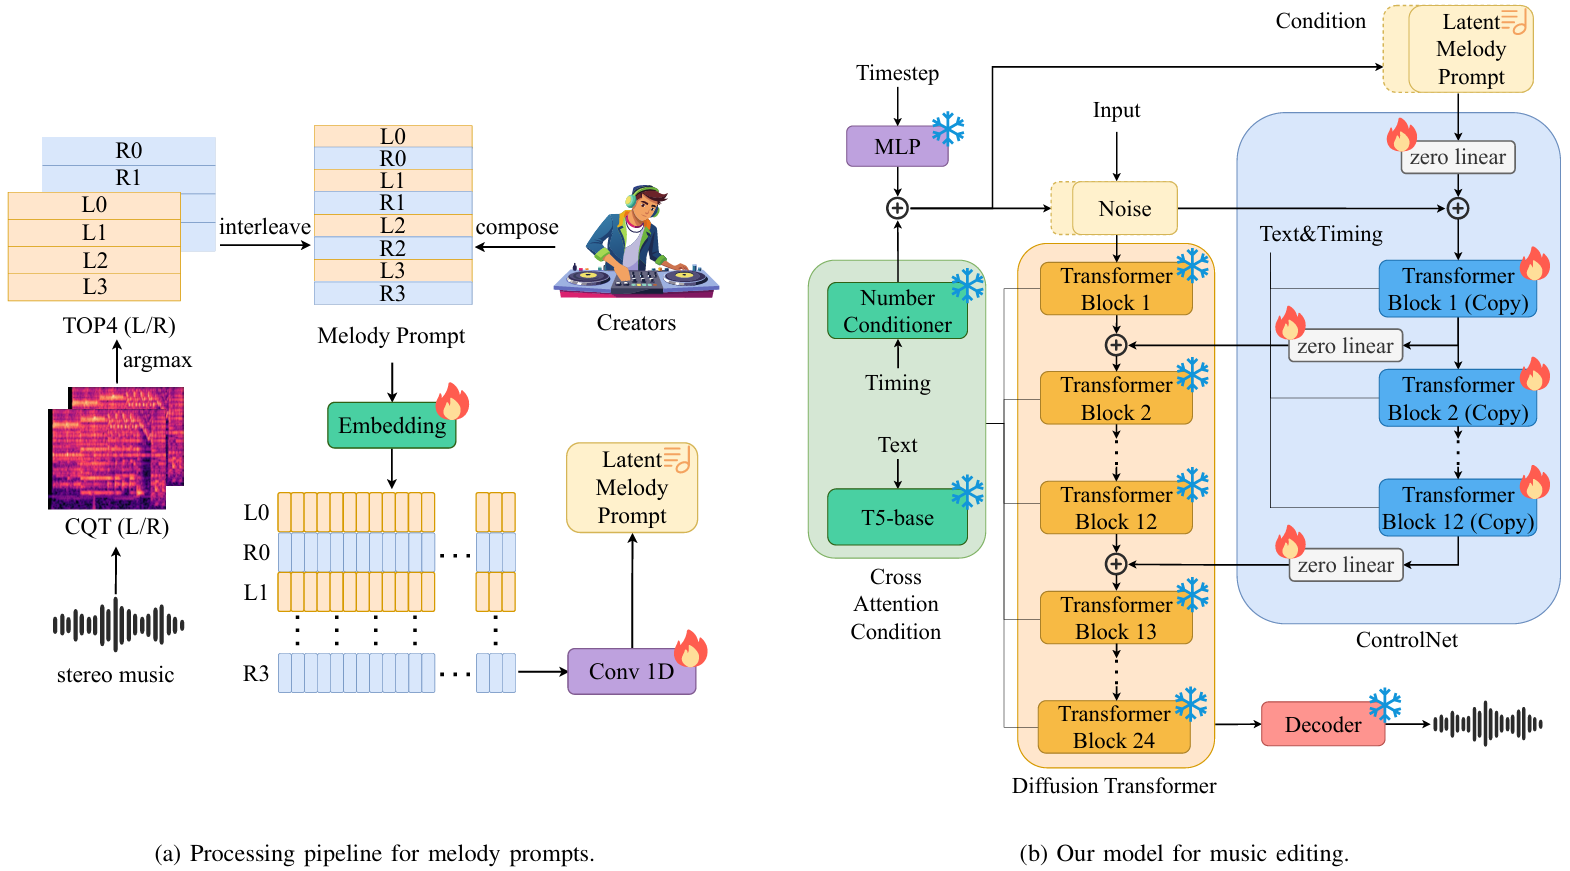 R0
R1
L0
L1
L2
L3
TOP4 (L/R)
argmax
CQT (L/R)
stereo music
interleave
L0
R0
L1
R1
L2
R2
L3
R3
Melody Prompt
compose
Creators
Embedding
L0
R0
L1
R3
Conv 1D
Latent
Melody
Prompt
(a) Processing pipeline for melody prompts.
Timestep
MLP
Number
Conditioner
Timing
Text
T5-base
Cross
Attention
Condition
Input
Noise
Transformer
Block 1
Transformer
Block 2
Transformer
Block 12
Transformer
Block 13
Transformer
Block 24
Diffusion Transformer
Condition
Latent
Melody
Prompt
zero linear
Text&Timing
Transformer
Block 1 (Copy)
zero linear
Transformer
Block 2 (Copy)
Transformer
Block 12 (Copy)
zero linear
ControlNet
Decoder
(b) Our model for music editing.